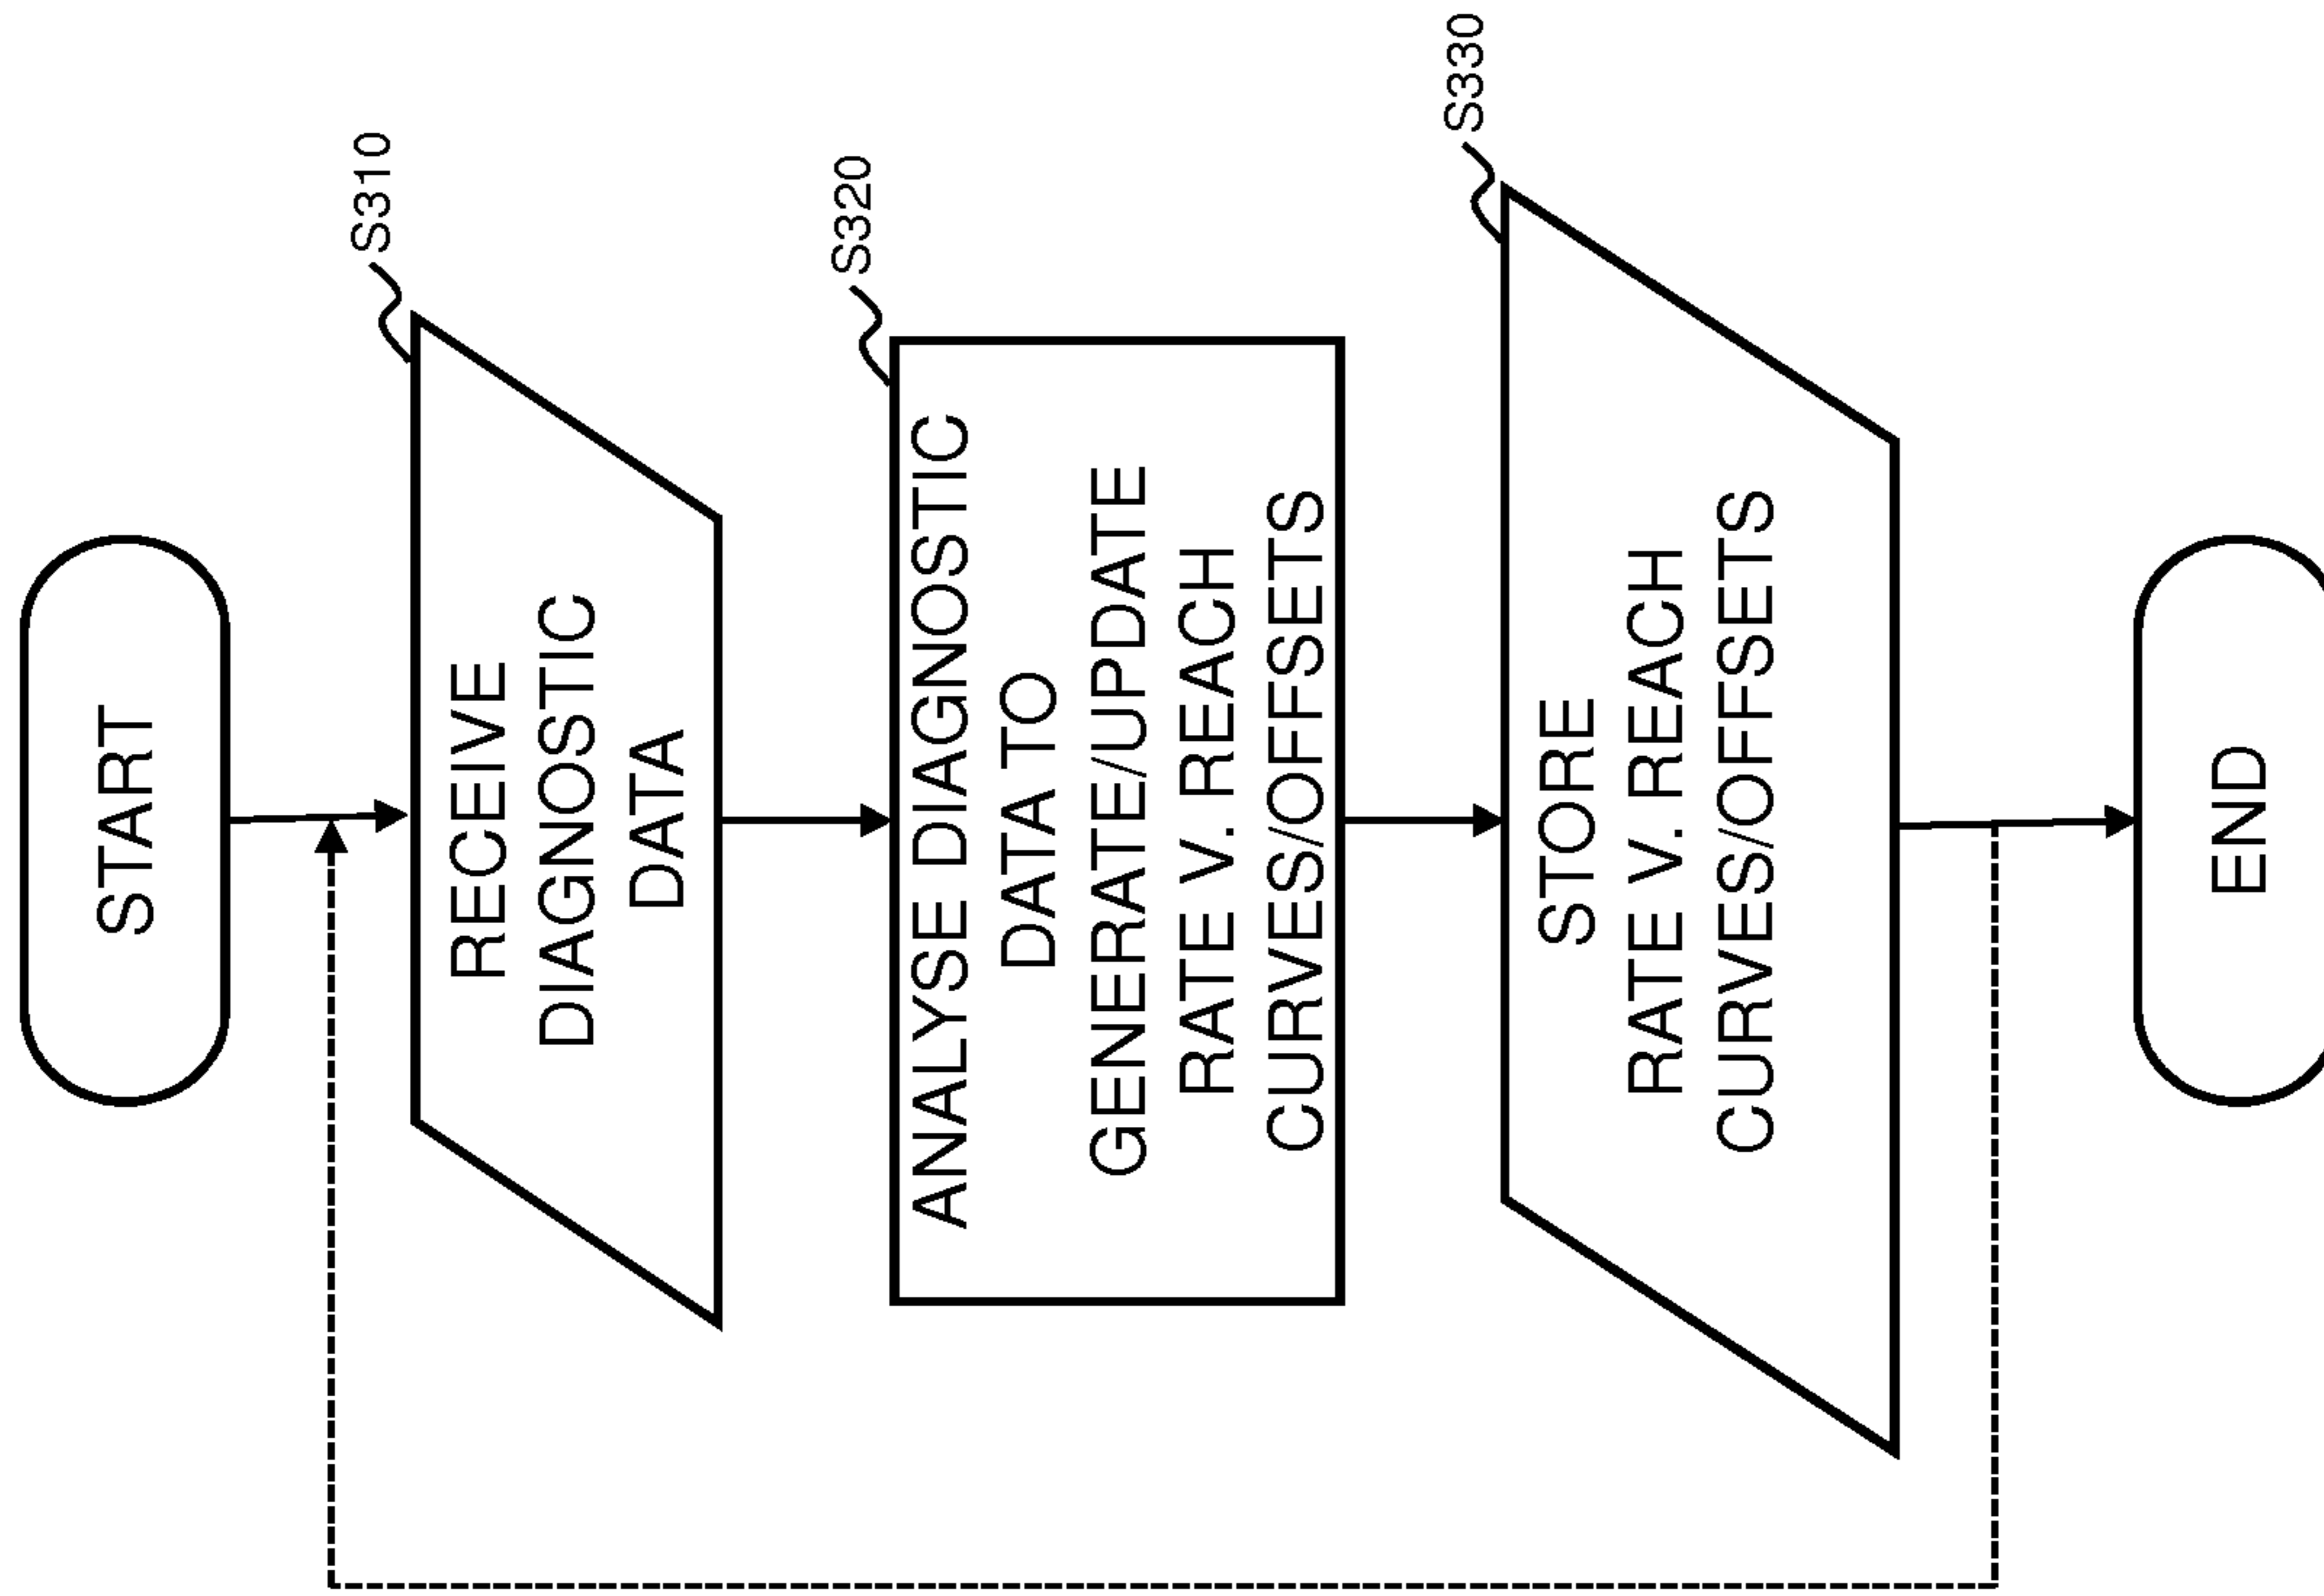 START
S310
RECEIVE
DIAGNOSTIC
DATA
S320
ANALYSE DIAGNOSTIC
DATA TO
GENERATE/UPDATE
RATE V. REACH
CURVES/OFFSETS
S330
STORE
RATE V. REACH
CURVES/OFFSETS
END